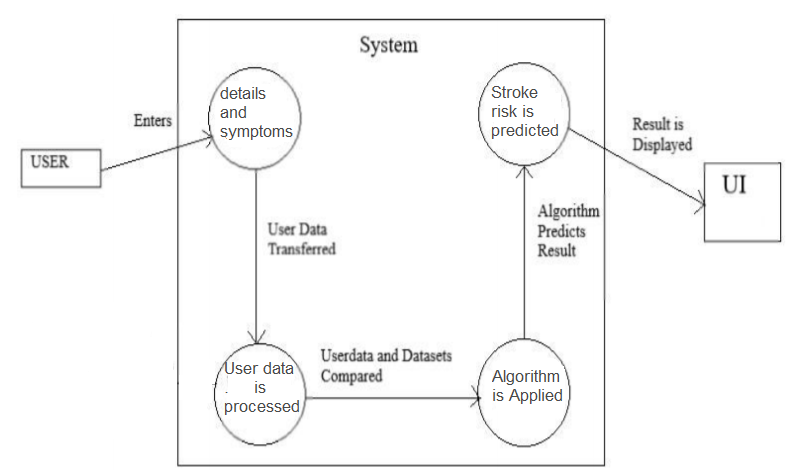 System
details
and
symptoms
Stroke
risk is
predicted
Enters
USER
Result is
Displayed
UI
User Data
Transferred
Algorithm
Predicts
Result
User data
. is
processed
Userdata and Datasets
Compared
Algorithm
is Applied